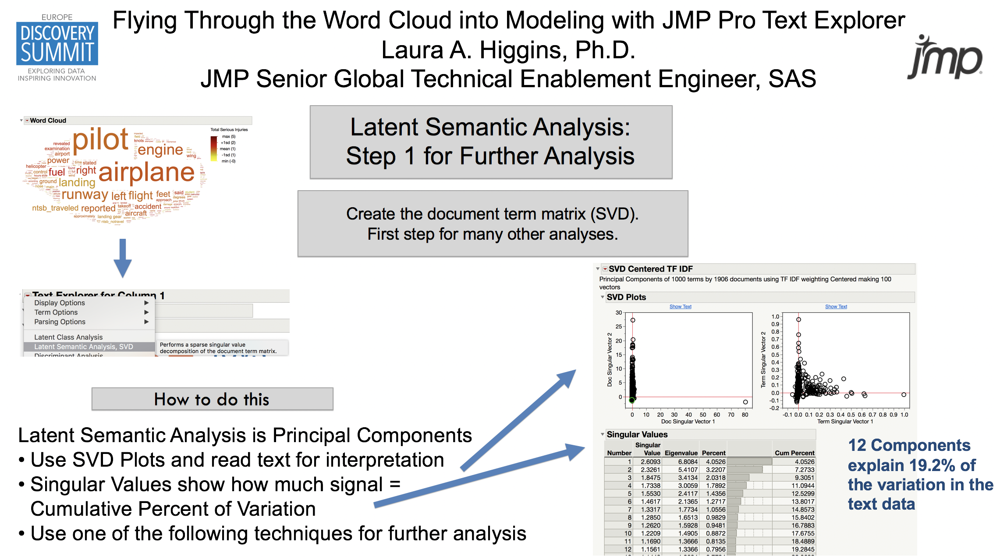 EUROPE
DISCOVERY
SUMMIT
EXPLORING DATA
INSPIRING INNOVATION
Flying Through the Word Cloud into Modeling with JMP Pro Text Explorer
Laura A. Higgins, Ph.D.
JMP Senior Global Technical Enablement Engineer, SAS
jmp
Latent Semantic Analysis:
Step 1 for Further Analysis
Create the document term matrix (SVD).
First step for many other analyses.
Word Cloud
Total Serious Injuries
max (5)
+1sd (2)
mean (1)
-1sd (1)
min (-0)
pilot
knots
revealed
examination
engine
airport
wing
power
time stated
helicopter
control fuel right airplane
ground landing
nose main
runway left flight feet said
degrees
approach
ntsb_traveled reported takeoff accident
aircraft
approximately landing gear
ntsb_notravel
Text Explorer for Column 1
Display Options
Term Options
Parsing Options
Latent Class Analysis
Latent Semantic Analysis, SVD
Discriminant Analysis
Performs a sparse singular value
decomposition of the document term matrix.
How to do this
Latent Semantic Analysis is Principal Components
• Use SVD Plots and read text for interpretation
• Singular Values show how much signal =
Cumulative Percent of Variation
• Use one of the following techniques for further analysis
SVD Centered TF IDF
Principal Components of 1000 terms by 1906 documents using TF IDF weighting Centered making 100
vectors
SVD Plots
Show Text
30
25
20
15
10
5
0
Doc Singular Vector 2
0 10 20 30 40 50 60 70 80
Doc Singular Vector 1
Show Text
1.0
0.9
0.8
0.7
0.6
0.5
0.4
0.3
0.2
0.1
0.0
-0.1
-0.2
Term Singular Vector 2
-0.1 0.0 0.1 0.2 0.3 0.4 0.5 0.6 0.7 0.8 0.9 1.0
Term Singular Vector 1
Singular Values
Singular
Number Value Eigenvalue Percent Cum Percent
1 2.6093 6.8084 4.0526 4.0526
2 2.3261 5.4107 3.2207 7.2733
3 1.8475 3.4134 2.0318 9.3051
4 1.7338 3.0059 1.7892 11.0944
5 1.5530 2.4117 1.4356 12.5299
6 1.4617 2.1365 1.2717 13.8017
7 1.3317 1.7734 1.0556 14.8573
8 1.2850 1.6513 0.9829 15.8402
9 1.2620 1.5928 0.9481 16.7883
10 1.2209 1.4905 0.8872 17.6755
11 1.1690 1.3666 0.8135 18.4889
12 1.1561 1.3366 0.7956 19.2845
12 Components
explain 19.2% of
the variation in the
text data